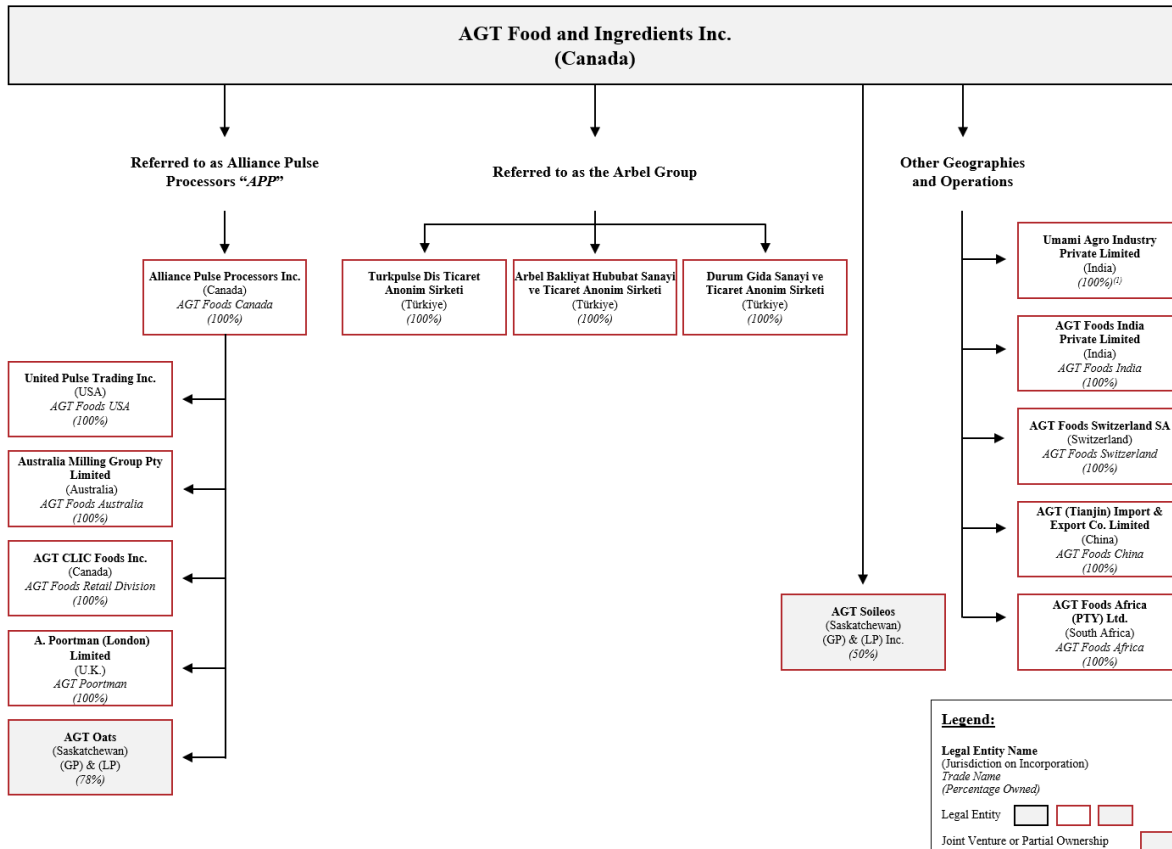 AGT Food and Ingredients Inc.
(Canada)
Referred to as Alliance Pulse
Processors “APP”
Referred to as the Arbel Group
Other Geographies
and Operations
Alliance Pulse Processors Inc.
(Canada)
AGT Foods Canada
(100%)
United Pulse Trading Inc.
(USA)
AGT Foods USA
(100%)
Australia Milling Group Pty
Limited
(Australia)
AGT Foods Australia
(100%)
AGT CLIC Foods Inc.
(Canada)
AGT Foods Retail Division
(100%)
A. Poortman (London)
Limited
(U.K.)
AGT Poortman
(100%)
AGT Oats
(Saskatchewan)
(GP) & (LP)
(78%)
Turkpulse Dis Ticaret
Anonim Sirketi
(Türkiye)
(100%)
Arbel Bakliyat Hububat Sanayi
ve Ticaret Anonim Sirketi
(Türkiye)
(100%)
Durum Gida Sanayi ve
Ticaret Anonim Sirketi
(Türkiye)
(100%)
AGT Soileos
(Saskatchewan)
(GP) & (LP) Inc.
(50%)
Umami Agro Industry
Private Limited
(India)
(100%)(1)
AGT Foods India
Private Limited
(India)
AGT Foods India
(100%)
AGT Foods Switzerland SA
(Switzerland)
AGT Foods Switzerland
(100%)
AGT (Tianjin) Import &
Export Co. Limited
(China)
AGT Foods China
(100%)
AGT Foods Africa
(PTY) Ltd.
(South Africa)
AGT Foods Africa
(100%)
Legend:
Legal Entity Name
(Jurisdiction on Incorporation)
Trade Name
(Percentage Owned)
Legal Entity
Joint Venture or Partial Ownership